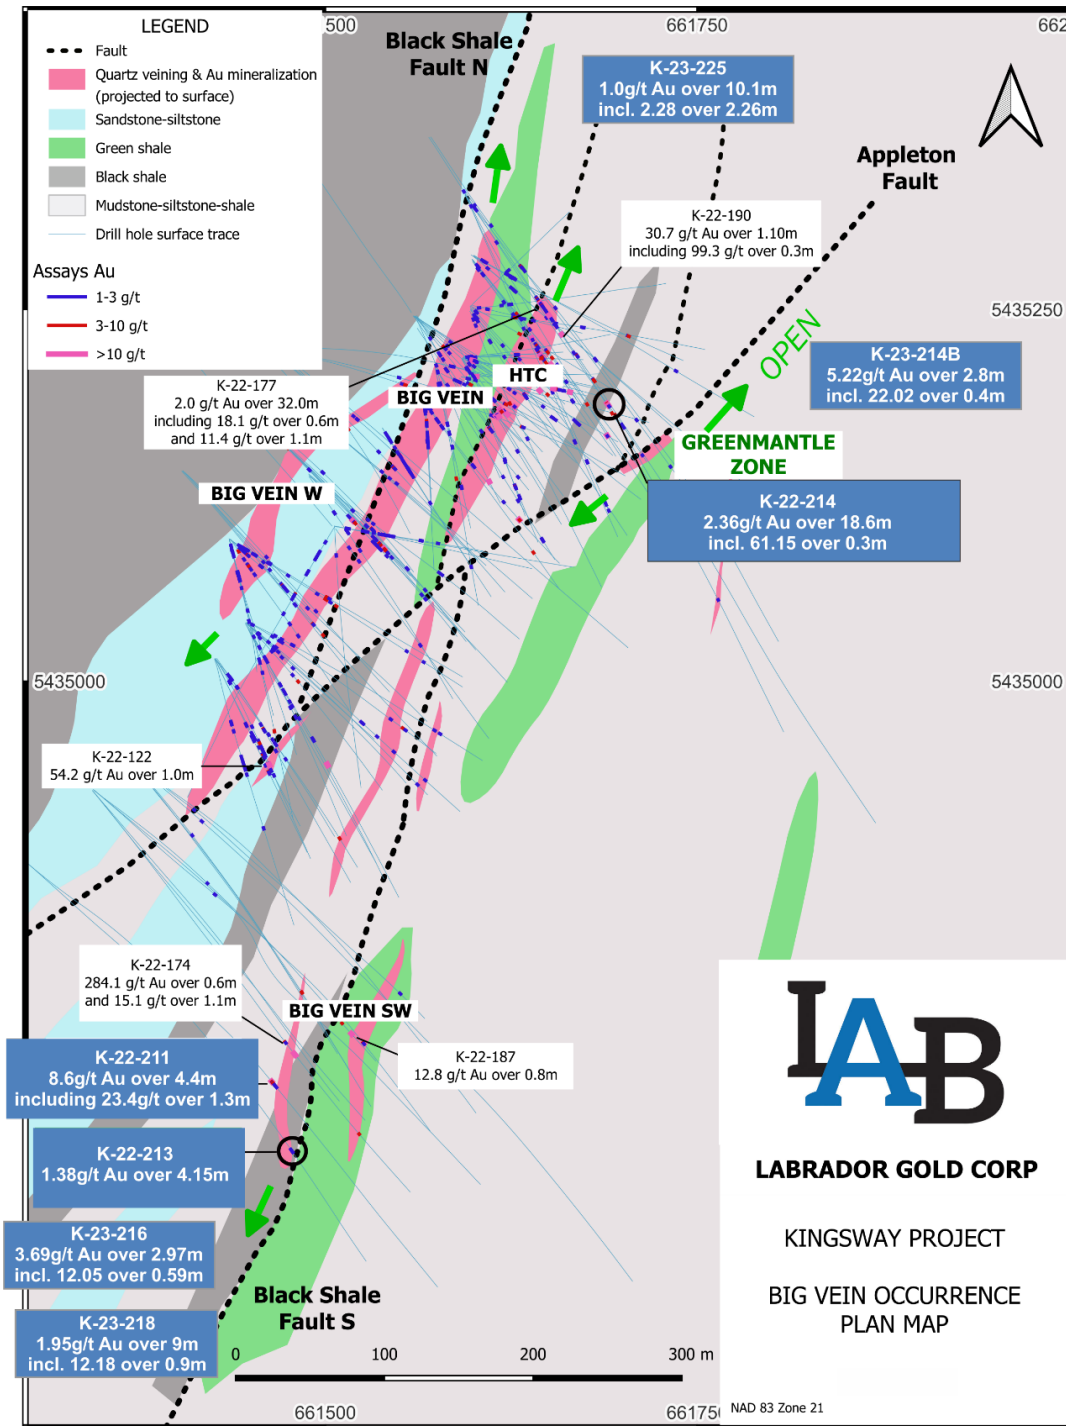 500
661750
662
LEGEND
Fault
Quartz veining & Au mineralization
(projected to surface)
Sandstone-siltstone
Green shale
Black shale
Mudstone-siltstone-shale
Drill hole surface trace
Assays Au
1-3 g/t
3-10 g/t
>10 g/t
Black Shale
Fault N
K-23-225
1.0g/t Au over 10.1m
incl. 2.28 over 2.26m
Appleton
Fault
K-22-190
30.7 g/t Au over 1.10m
including 99.3 g/t over 0.3m
5435250
OPEN
K-23-214B
5.22g/t Au over 2.8m
incl. 22.02 over 0.4m
K-22-177
2.0 g/t Au over 32.0m
including 18.1 g/t over 0.6m
and 11.4 g/t over 1.1m
HTC
BIG VEIN
GREENMANTLE
ZONE
BIG VEIN W
K-22-214
2.36g/t Au over 18.6m
incl. 61.15 over 0.3m
5435000
5435000
K-22-122
54.2 g/t Au over 1.0m
K-22-174
284.1 g/t Au over 0.6m
and 15.1 g/t over 1.1m
BIG VEIN SW
K-22-187
12.8 g/t Au over 0.8m
K-22-211
8.6g/t Au over 4.4m
including 23.4g/t over 1.3m
K-22-213
1.38g/t Au over 4.15m
K-23-216
3.69g/t Au over 2.97m
incl. 12.05 over 0.59m
K-23-218
1.95g/t Au over 9m
incl. 12.18 over 0.9m
Black Shale
Fault S
0 100 200 300 m
661500
66175
LAB
LABRADOR GOLD CORP
KINGSWAY PROJECT
BIG VEIN OCCURRENCE
PLAN MAP
NAD 83 Zone 21